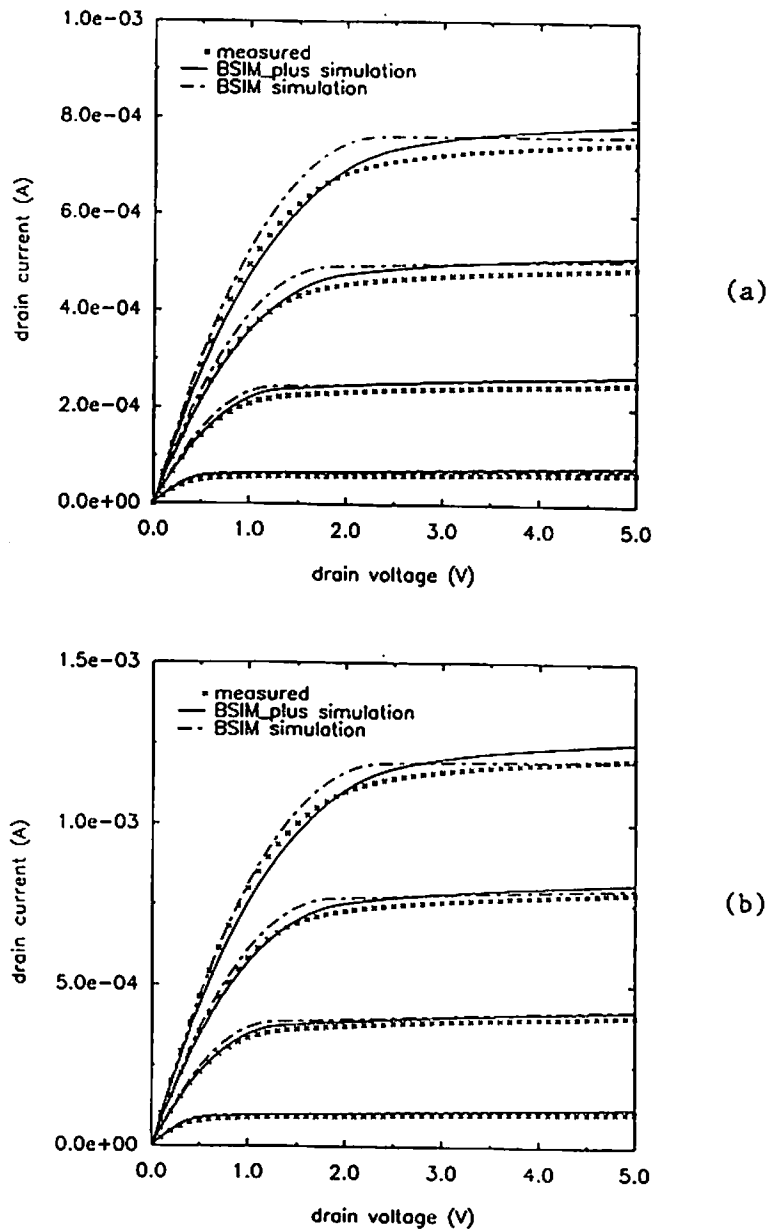 1.0e-03
× measured
BSIM_plus simulation
BSIM simulation
8.0e-04
6.0e-04
4.0e-04
2.0e-04
0.0e+00
drain current (A)
0.0 1.0 2.0 3.0 4.0 5.0
drain voltage (V)
(a)
1.5e-03
× measured
BSIM_plus simulation
BSIM simulation
1.0e-03
5.0e-04
0.0e+00
drain current (A)
0.0 1.0 2.0 3.0 4.0 5.0
drain voltage (V)
(b)